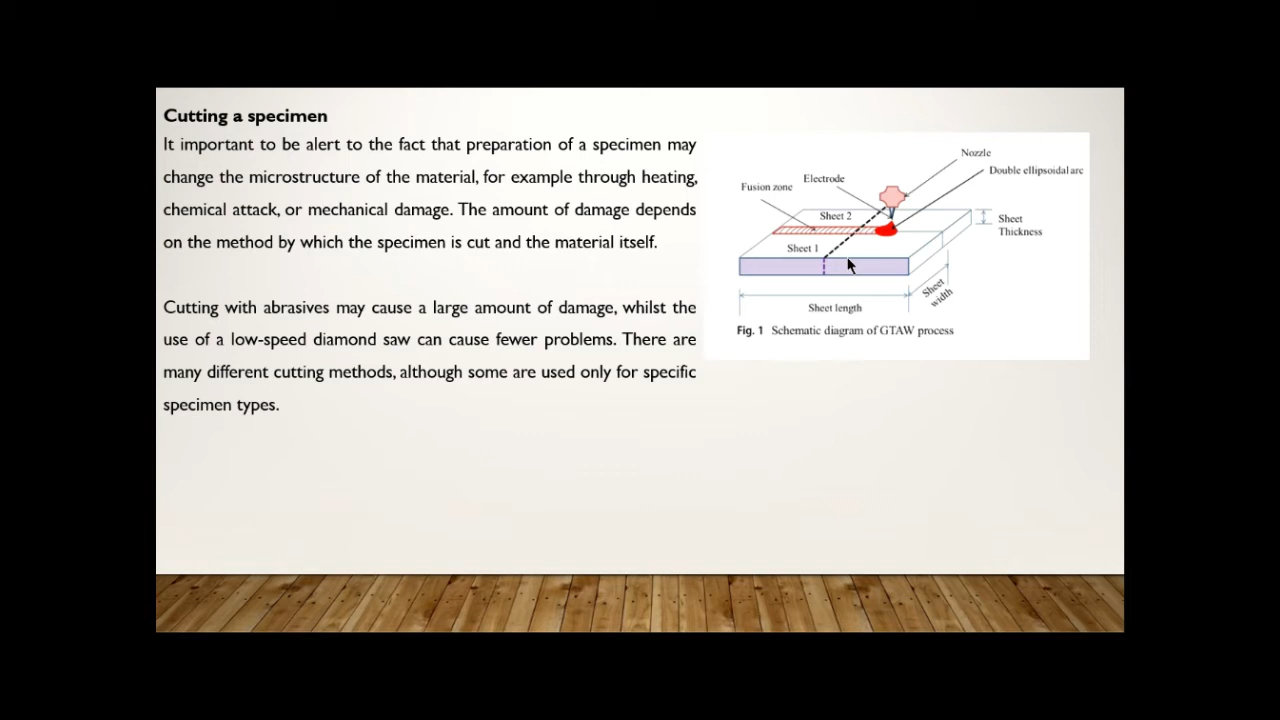 Cutting a specimen
It important to be alert to the fact that preparation of a specimen may
change the microstructure of the material, for example through heating,
chemical attack, or mechanical damage. The amount of damage depends
on the method by which the specimen is cut and the material itself.
Cutting with abrasives may cause a large amount of damage, whilst the
use of a low-speed diamond saw can cause fewer problems. There are
many different cutting methods, although some are used only for specific
specimen types.
Nozzle
Double ellipsoidal arc
Electrode
Fusion zone
Sheet 2
Sheet
Thickness
Sheet 1
Sheet
width
Sheet length
Fig. 1 Schematic diagram of GTAW process